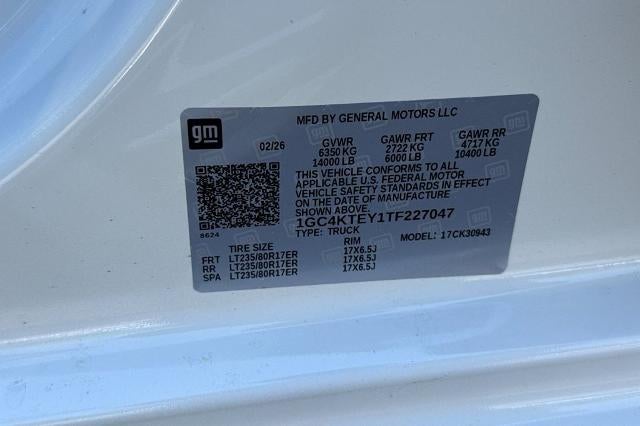 MFD BY GENERAL MOTORS LLC
gm
02/26
GVWR GAWR FRT GAWR RR
6350 KG 2722 KG 4717 KG
14000 LB 6000 LB 10400 LB
THIS VEHICLE CONFORMS TO ALL
APPLICABLE U.S. FEDERAL MOTOR
VEHICLE SAFETY STANDARDS IN EFFECT
ON THE DATE OF MANUFACTURE
SHOWN ABOVE.
1GC4KTEY1TF227047
8624
TYPE: TRUCK MODEL: 17CK30943
TIRE SIZE RIM
FRT LT235/80R17ER 17X6.5J
RR LT235/80R17ER 17X6.5J
SPA LT235/80R17ER 17X6.5J